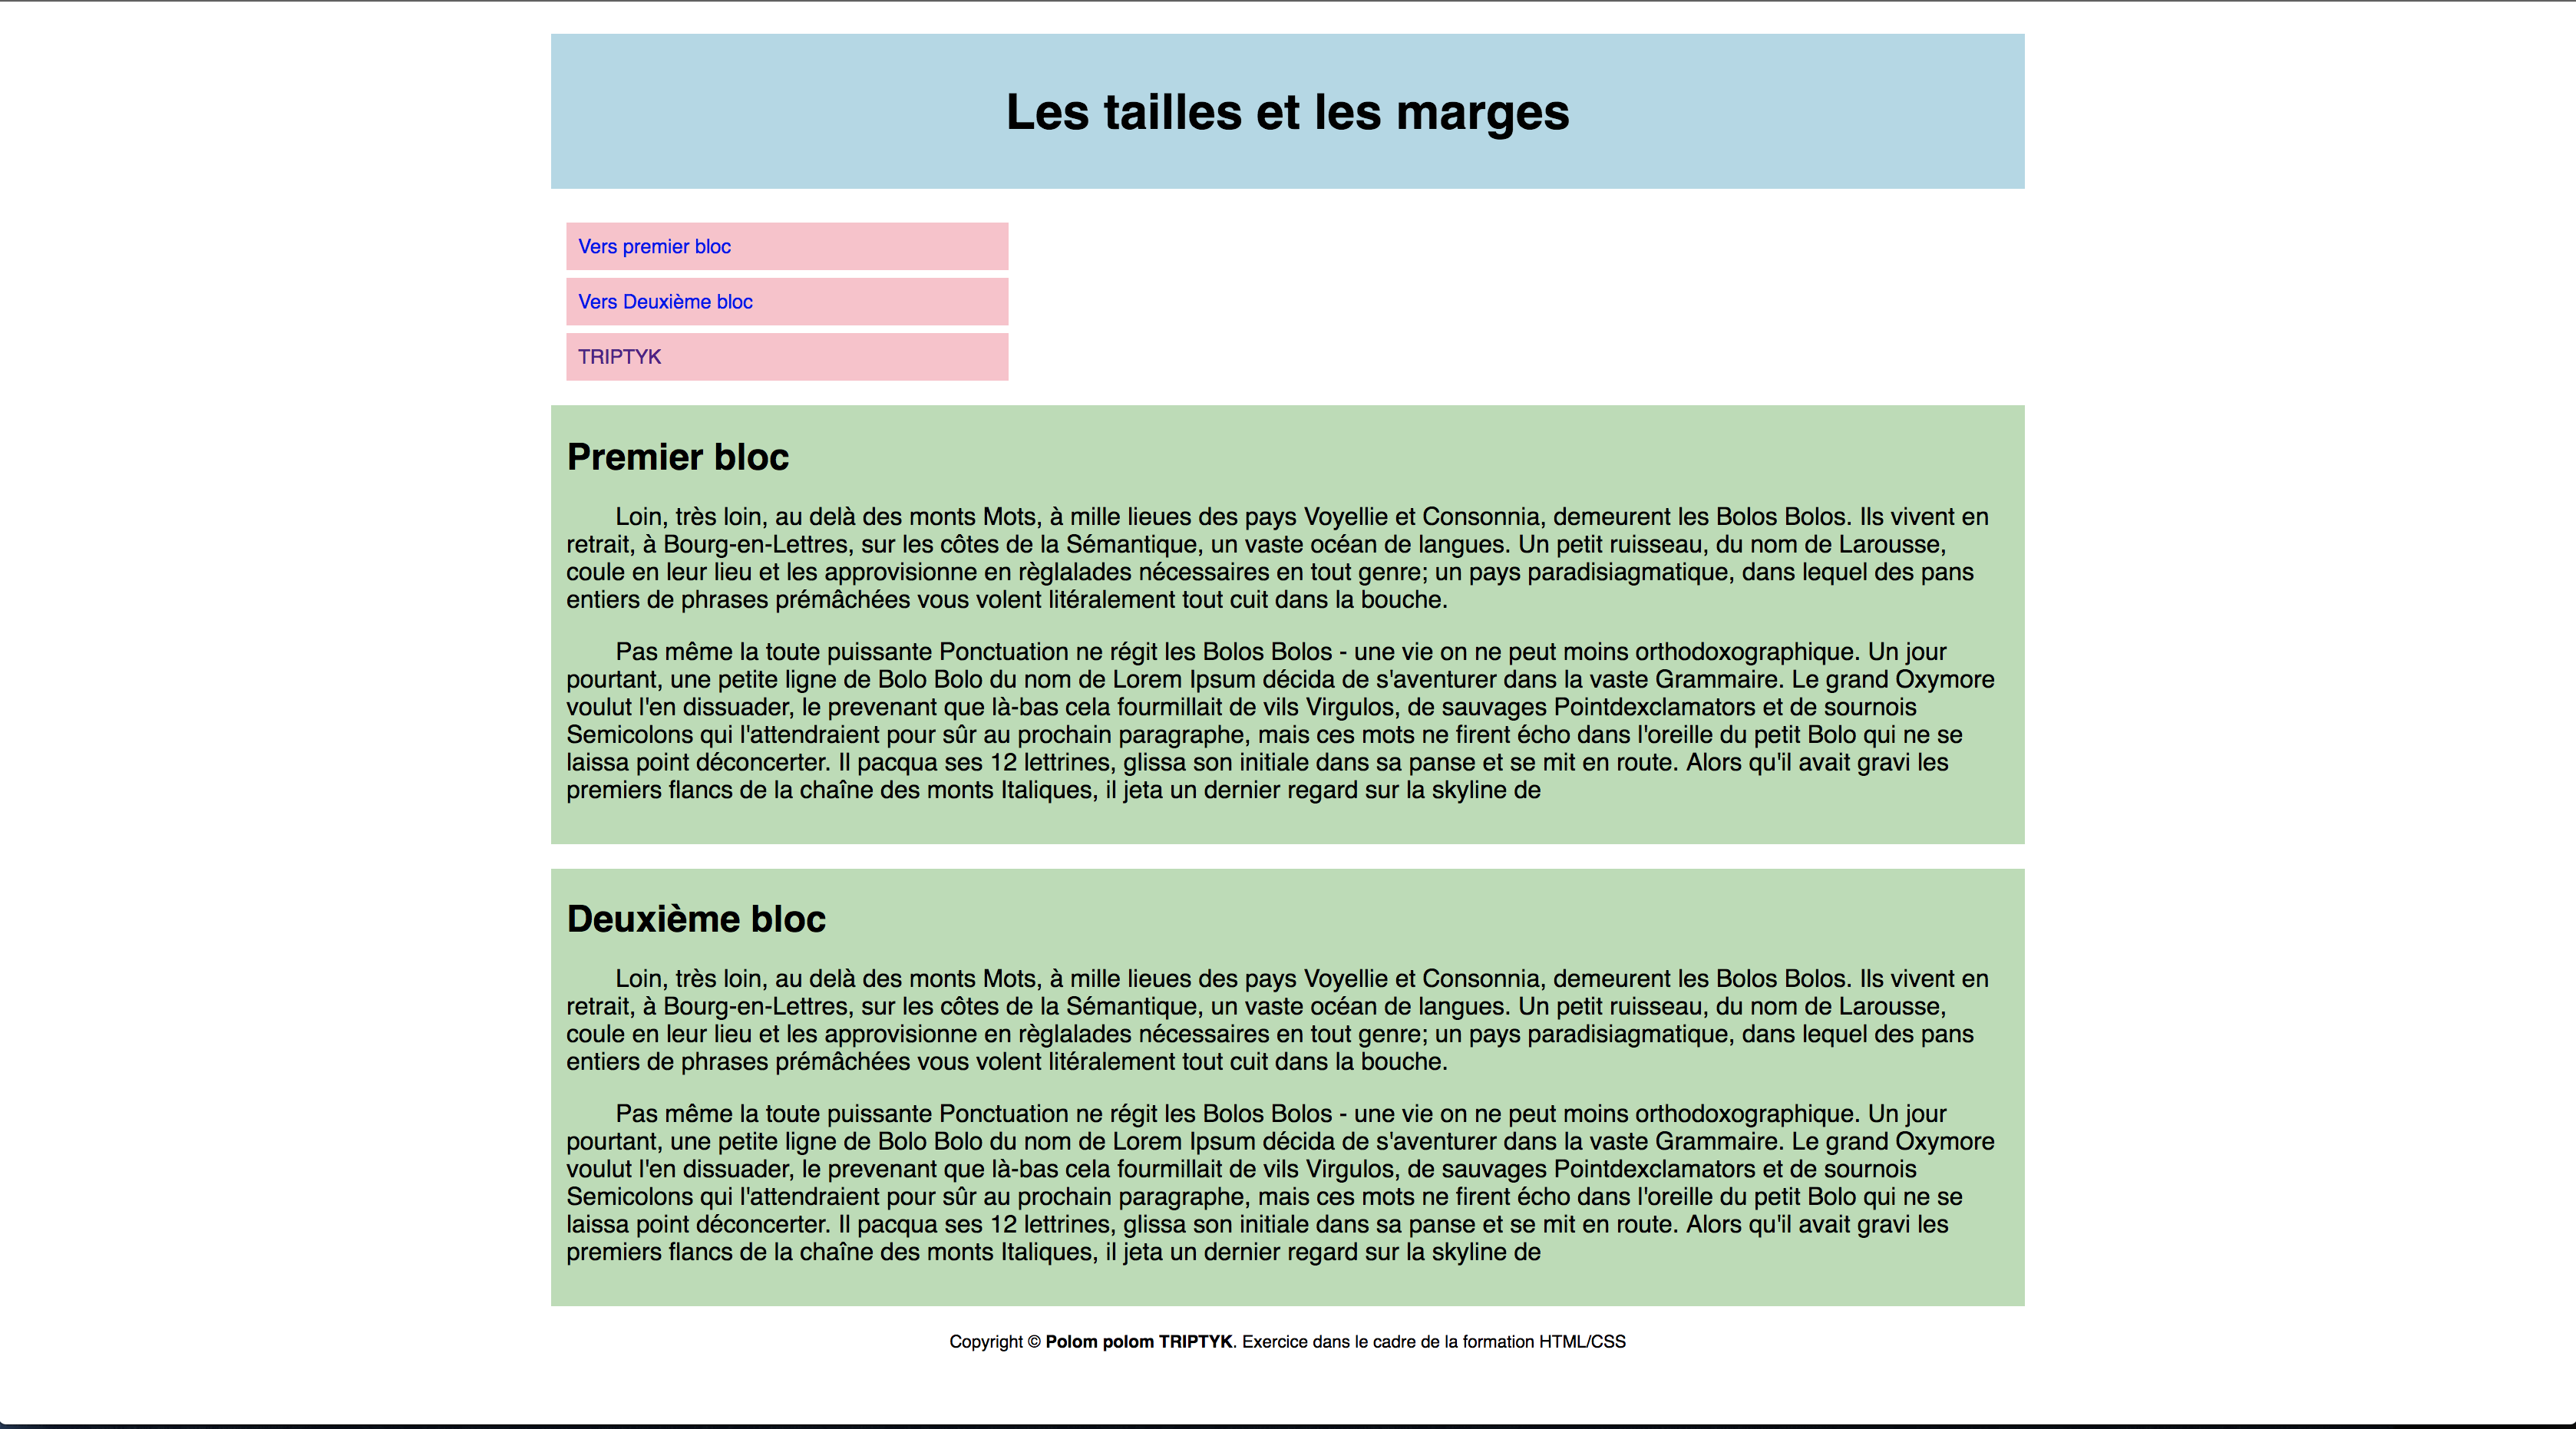 Les tailles et les marges
Vers premier bloc
Vers Deuxième bloc
TRIPTYK
Premier bloc
Loin, très loin, au delà des monts Mots, à mille lieues des pays Voyellie et Consonnia, demeurent les Bolos Bolos. Ils vivent en
retrait, à Bourg-en-Lettres, sur les côtes de la Sémantique, un vaste océan de langues. Un petit ruisseau, du nom de Larousse,
coule en leur lieu et les approvisionne en règlalades nécessaires en tout genre; un pays paradisiagmatique, dans lequel des pans
entiers de phrases prémâchées vous volent litéralement tout cuit dans la bouche.
Pas même la toute puissante Ponctuation ne régit les Bolos Bolos - une vie on ne peut moins orthodoxographique. Un jour
pourtant, une petite ligne de Bolo Bolo du nom de Lorem Ipsum décida de s'aventurer dans la vaste Grammaire. Le grand Oxymore
voulut l'en dissuader, le prevenant que là-bas cela fourmillait de vils Virgulos, de sauvages Pointdexclamators et de sournois
Semicolons qui l'attendraient pour sûr au prochain paragraphe, mais ces mots ne firent écho dans l'oreille du petit Bolo qui ne se
laissa point déconcerter. Il pacqua ses 12 lettrines, glissa son initiale dans sa panse et se mit en route. Alors qu'il avait gravi les
premiers flancs de la chaîne des monts Italiques, il jeta un dernier regard sur la skyline de
Deuxième bloc
Loin, très loin, au delà des monts Mots, à mille lieues des pays Voyellie et Consonnia, demeurent les Bolos Bolos. Ils vivent en
retrait, à Bourg-en-Lettres, sur les côtes de la Sémantique, un vaste océan de langues. Un petit ruisseau, du nom de Larousse,
coule en leur lieu et les approvisionne en règlalades nécessaires en tout genre; un pays paradisiagmatique, dans lequel des pans
entiers de phrases prémâchées vous volent litéralement tout cuit dans la bouche.
Pas même la toute puissante Ponctuation ne régit les Bolos Bolos - une vie on ne peut moins orthodoxographique. Un jour
pourtant, une petite ligne de Bolo Bolo du nom de Lorem Ipsum décida de s'aventurer dans la vaste Grammaire. Le grand Oxymore
voulut l'en dissuader, le prevenant que là-bas cela fourmillait de vils Virgulos, de sauvages Pointdexclamators et de sournois
Semicolons qui l'attendraient pour sûr au prochain paragraphe, mais ces mots ne firent écho dans l'oreille du petit Bolo qui ne se
laissa point déconcerter. Il pacqua ses 12 lettrines, glissa son initiale dans sa panse et se mit en route. Alors qu'il avait gravi les
premiers flancs de la chaîne des monts Italiques, il jeta un dernier regard sur la skyline de
Copyright © Polom polom TRIPTYK. Exercice dans le cadre de la formation HTML/CSS